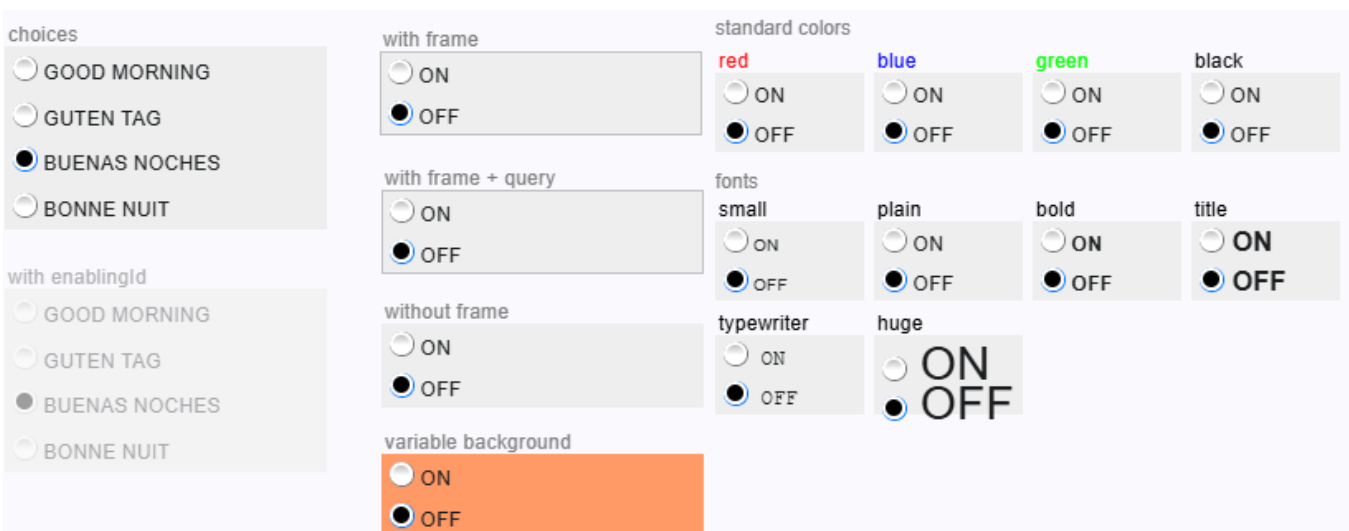 choices
GOOD MORNING
GUTEN TAG
BUENAS NOCHES
BONNE NUIT
with enablingId
GOOD MORNING
GUTEN TAG
BUENAS NOCHES
BONNE NUIT
with frame
ON
OFF
with frame + query
ON
OFF
without frame
ON
OFF
variable background
ON
OFF
standard colors
red blue green black
ON ON ON ON
OFF OFF OFF OFF
fonts
small plain bold title
ON ON ON ON
OFF OFF OFF OFF
typewriter huge
ON ON
OFF OFF